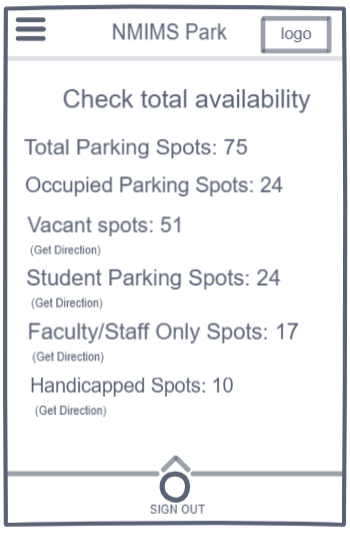 NMIMS Park
logo
Check total availability
Total Parking Spots: 75
Occupied Parking Spots: 24
Vacant spots: 51
(Get Direction)
Student Parking Spots: 24
(Get Direction)
Faculty/Staff Only Spots: 17
(Get Direction)
Handicapped Spots: 10
(Get Direction)
SIGN OUT